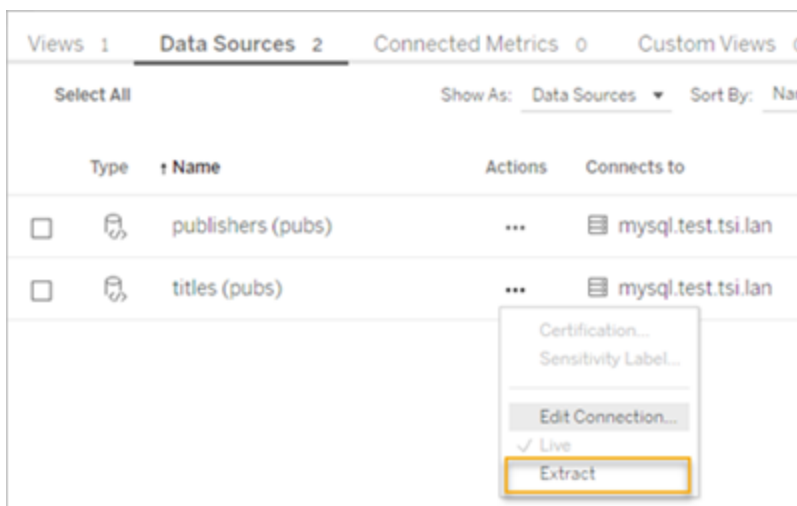 Views 1 Data Sources 2 Connected Metrics 0 Custom Views
Select All Show As: Data Sources Sort By:
Type ↑ Name Actions Connects to
publishers (pubs) ... mysql.test.tsi.lan
titles (pubs) ... mysql.test.tsi.lan
Certification...
Sensitivity Label...
Edit Connection...
✓ Live
Extract